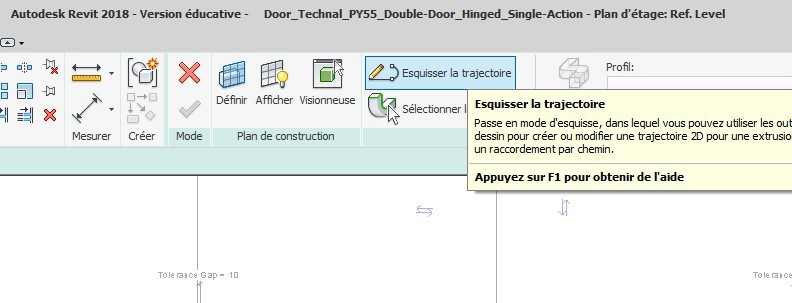 Autodesk Revit 2018 - Version éducative - Door_Technal_PY55_Double-Door_Hinged_Single-Action - Plan d'étage: Ref. Level
Esquisser la trajectoire
Profil:
Définir Afficher Visionneuse
Sélectionner l
Mesurer Créer Mode Plan de construction
Esquisser la trajectoire
Passe en mode d'esquisse, dans lequel vous pouvez utiliser les out
dessin pour créer ou modifier une trajectoire 2D pour une extrusion
un raccordement par chemin.
Appuyez sur F1 pour obtenir de l'aide
Tolerance Gap = 10
Tolera